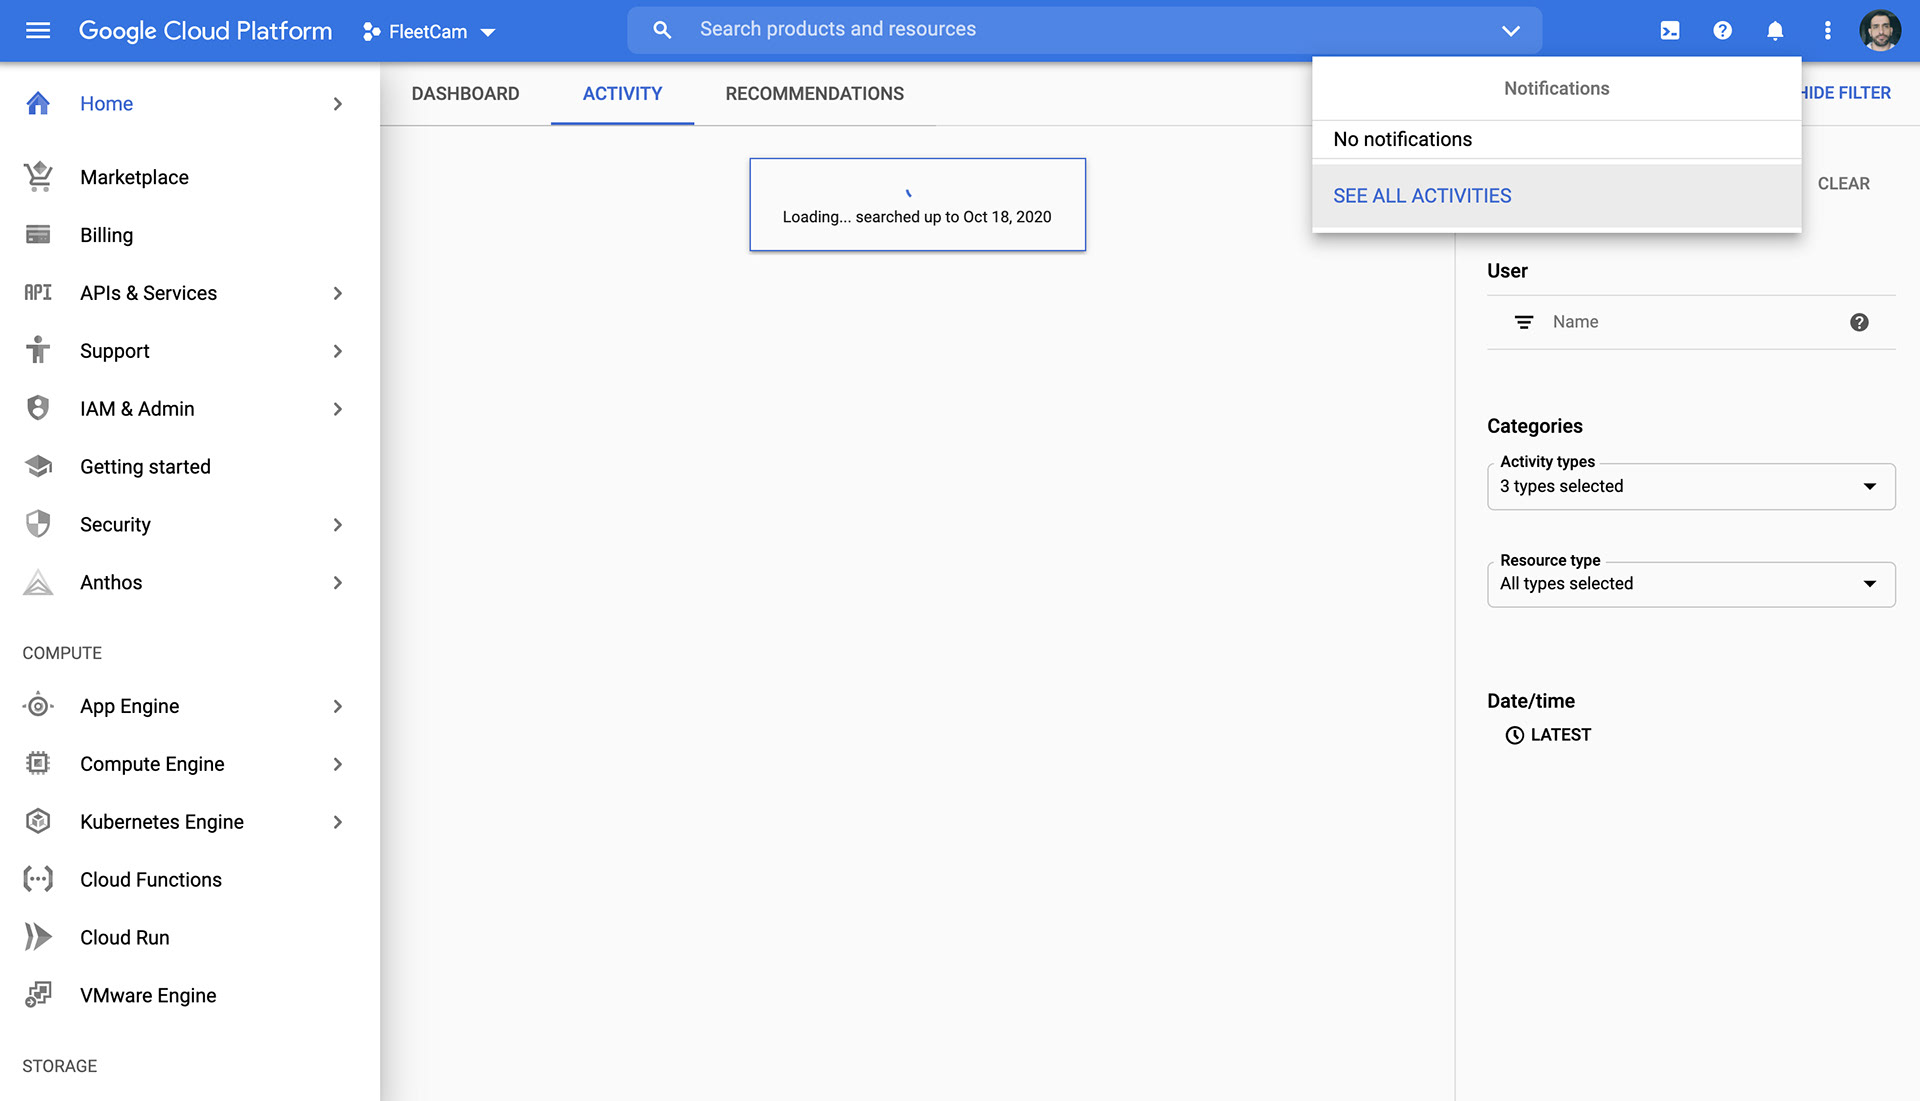 Google Cloud Platform
FleetCam
Search products and resources
Home
Marketplace
Billing
API
APIs & Services
Support
IAM & Admin
Getting started
Security
Anthos
COMPUTE
App Engine
Compute Engine
Kubernetes Engine
Cloud Functions
Cloud Run
VMware Engine
STORAGE
DASHBOARD
ACTIVITY
RECOMMENDATIONS
Loading... searched up to Oct 18, 2020
Notifications
No notifications
SEE ALL ACTIVITIES
HIDE FILTER
CLEAR
User
Name
Categories
Activity types
3 types selected
Resource type
All types selected
Date/time
LATEST